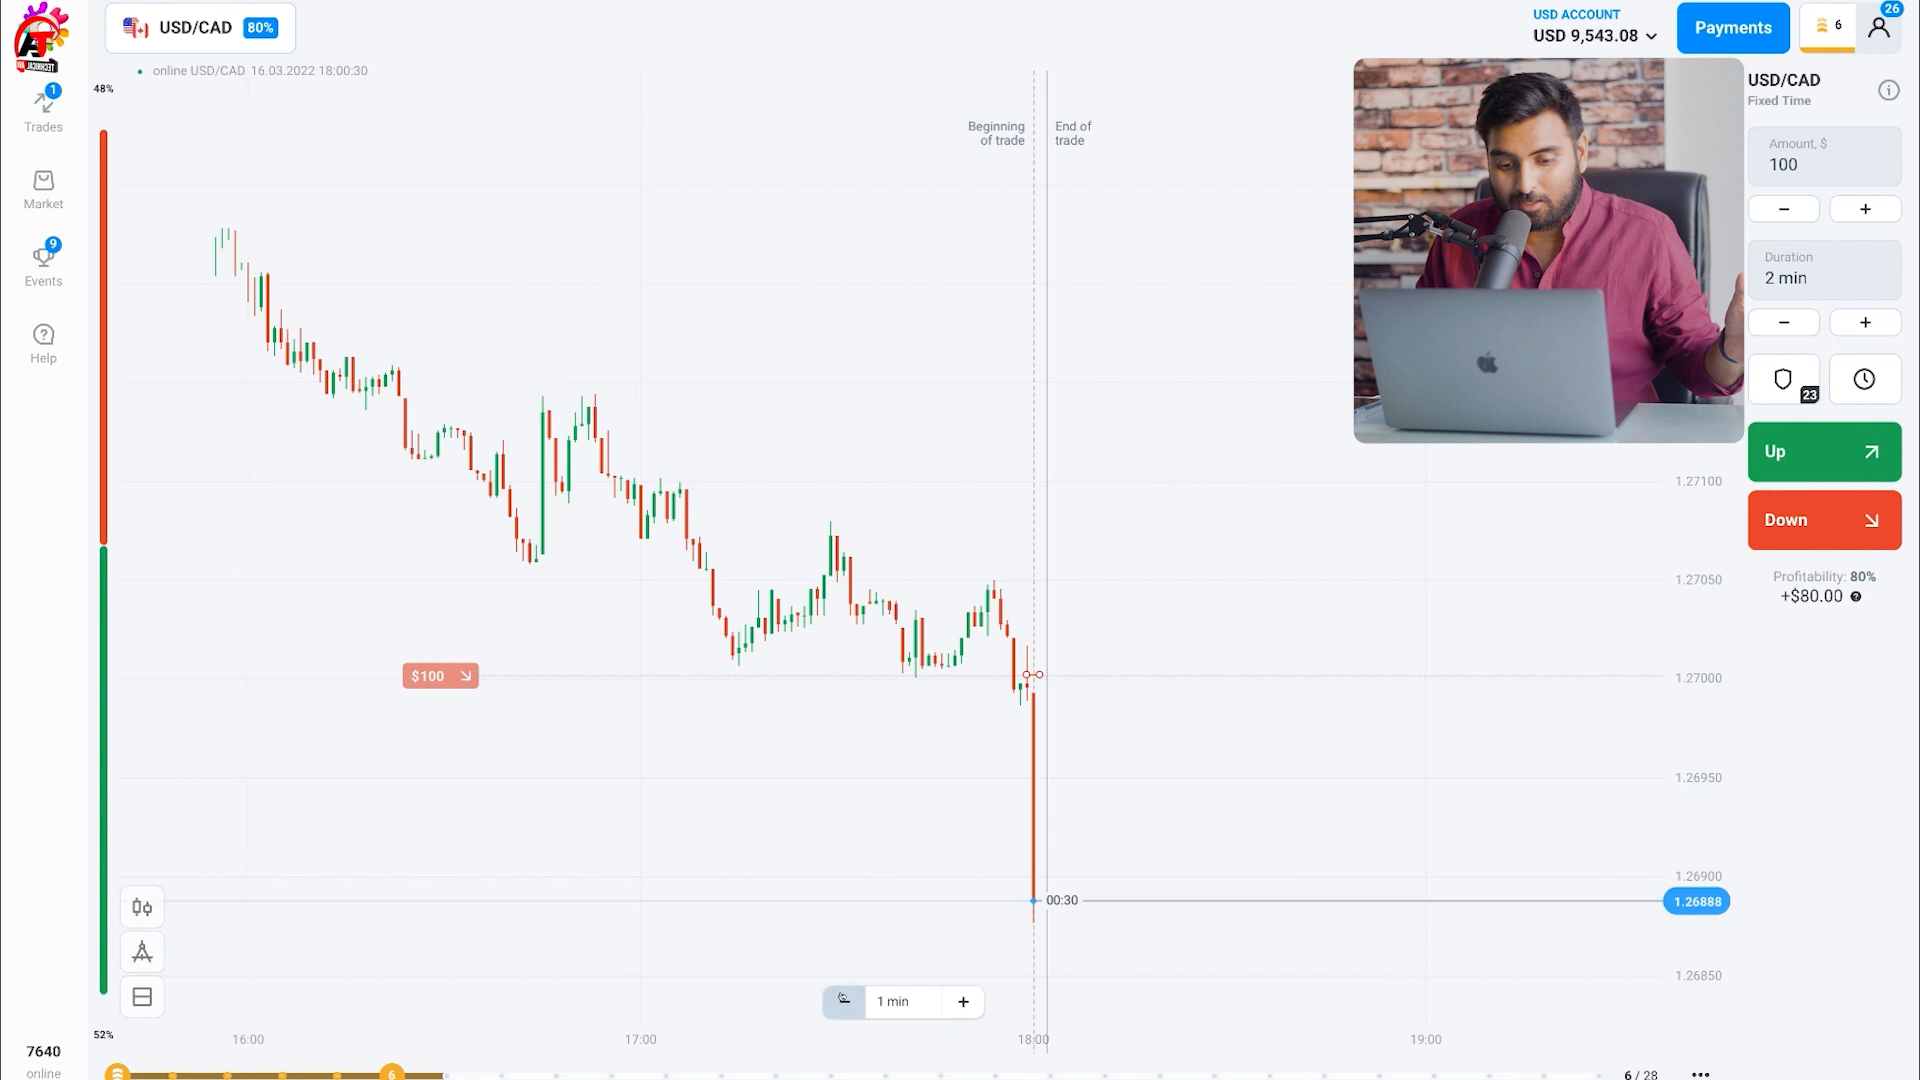 AT
TECHNICAL
USD/CAD 80%
USD ACCOUNT
USD 9,543.08
Payments
6
26
online USD/CAD 16.03.2022 18:00:30
48%
1
Trades
Market
9
Events
Help
Beginning
of trade
End of
trade
USD/CAD
Fixed Time
Amount, $
100
− +
Duration
2 min
− +
23
Up
Down
Profitability: 80%
+$80.00 ?
1.27100
1.27050
$100
1.27000
1.26950
1.26900
00:30
1.26888
1.26850
1 min +
52%
16:00 17:00 18:00 19:00
7640
online
6
6 / 28